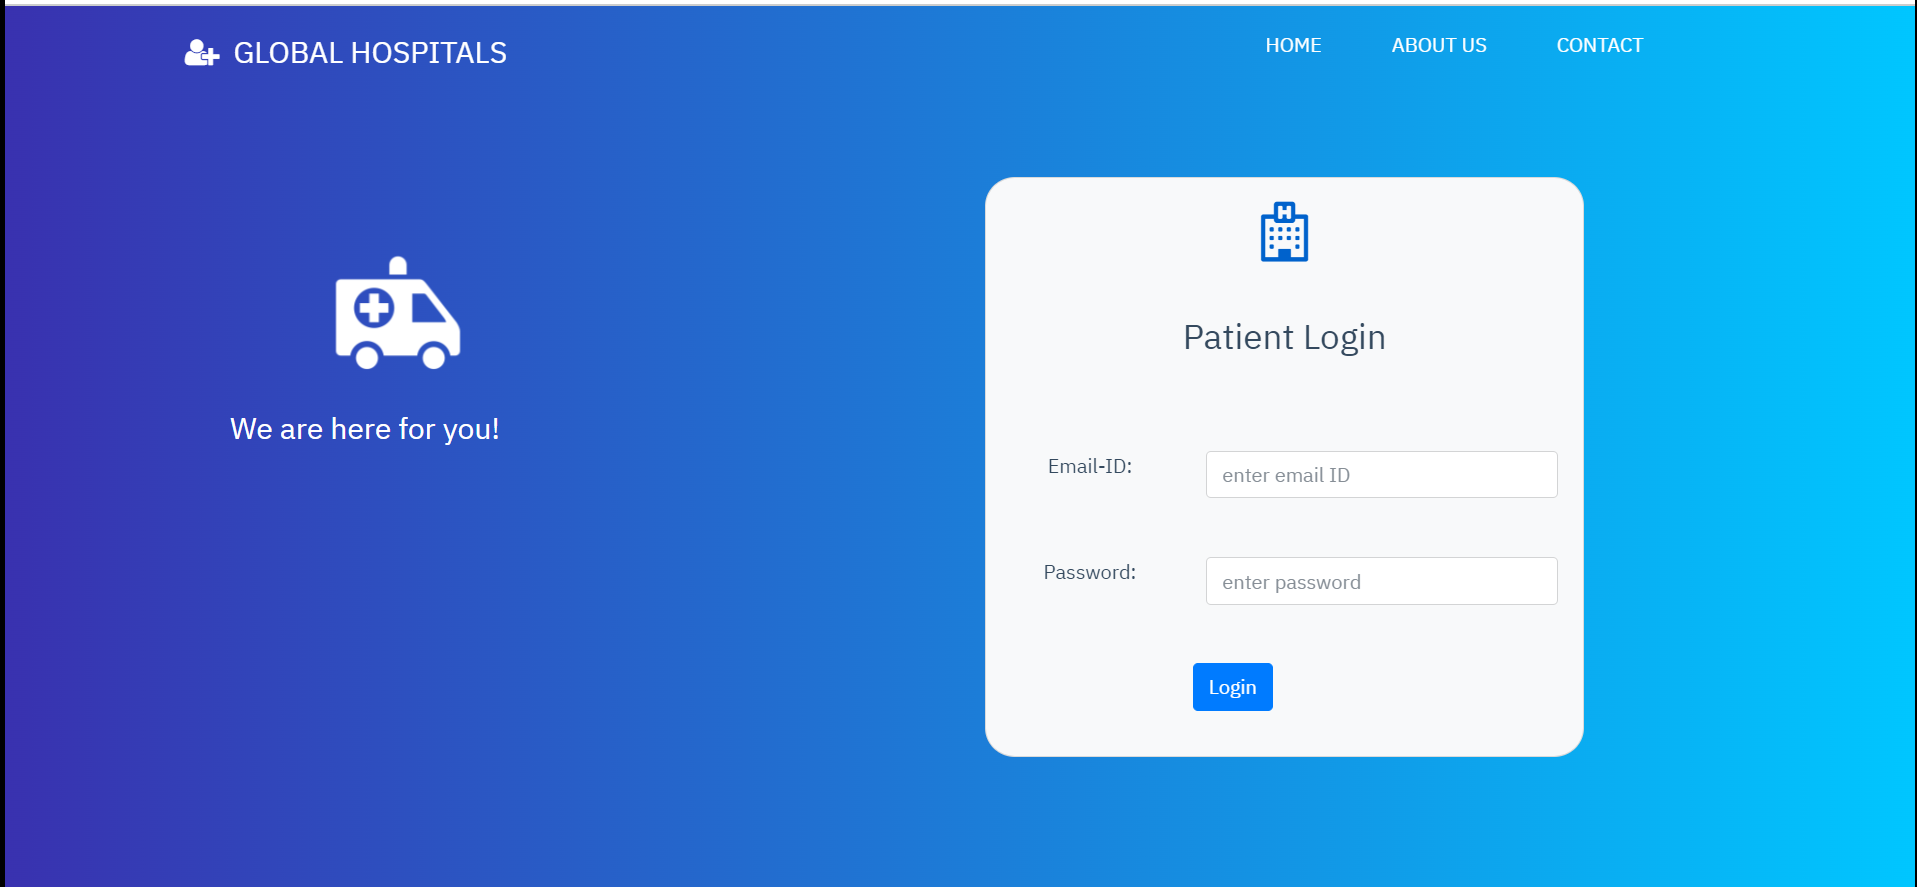 GLOBAL HOSPITALS
HOME
ABOUT US
CONTACT
We are here for you!
H
Patient Login
Email-ID:
enter email ID
Password:
enter password
Login